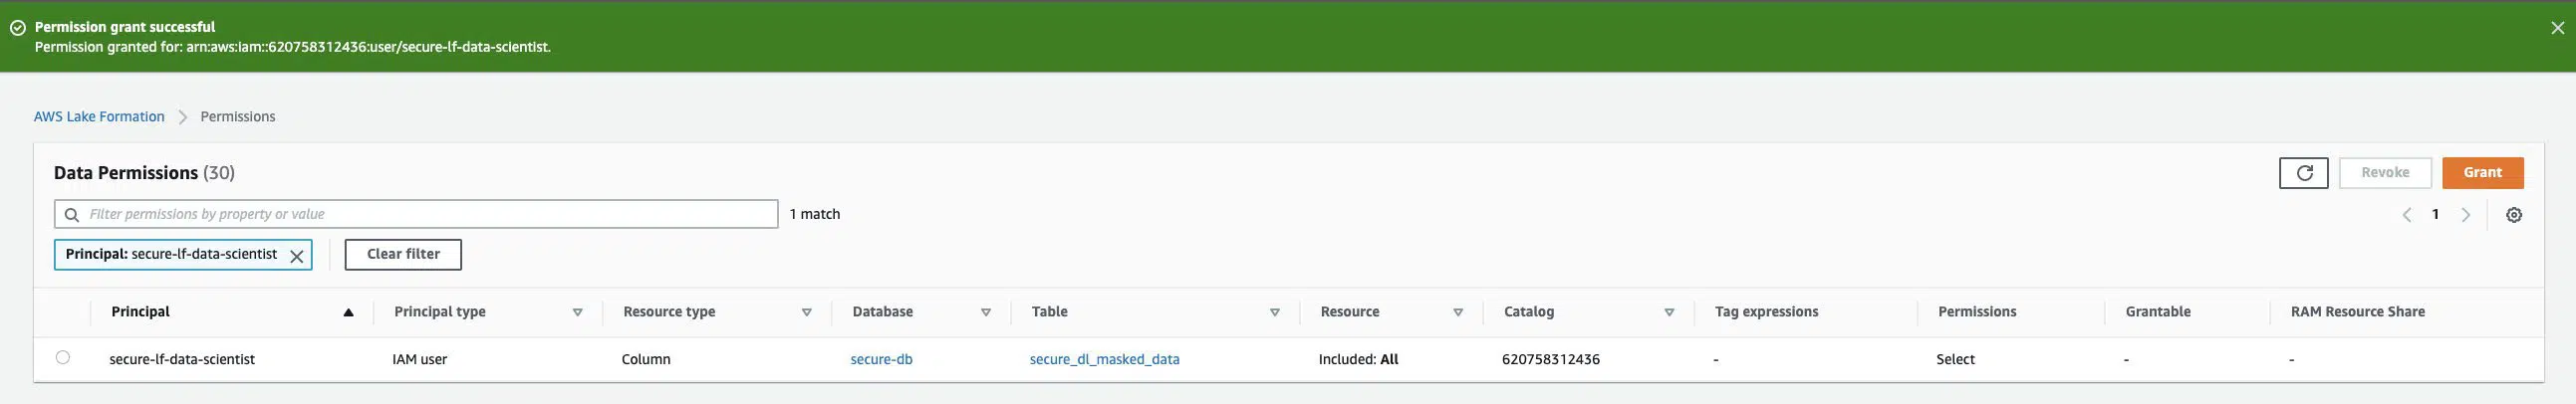 Permission grant successful
Permission granted for: arn:aws:iam::620758312436:user/secure-lf-data-scientist.
AWS Lake Formation > Permissions
Data Permissions (30)
Revoke
Grant
Filter permissions by property or value
1 match
1
Principal: secure-lf-data-scientist
Clear filter
Principal Principal type Resource type Database Table Resource Catalog Tag expressions Permissions Grantable RAM Resource Share
secure-lf-data-scientist IAM user Column secure-db secure_dl_masked_data Included: All 620758312436 - Select - -